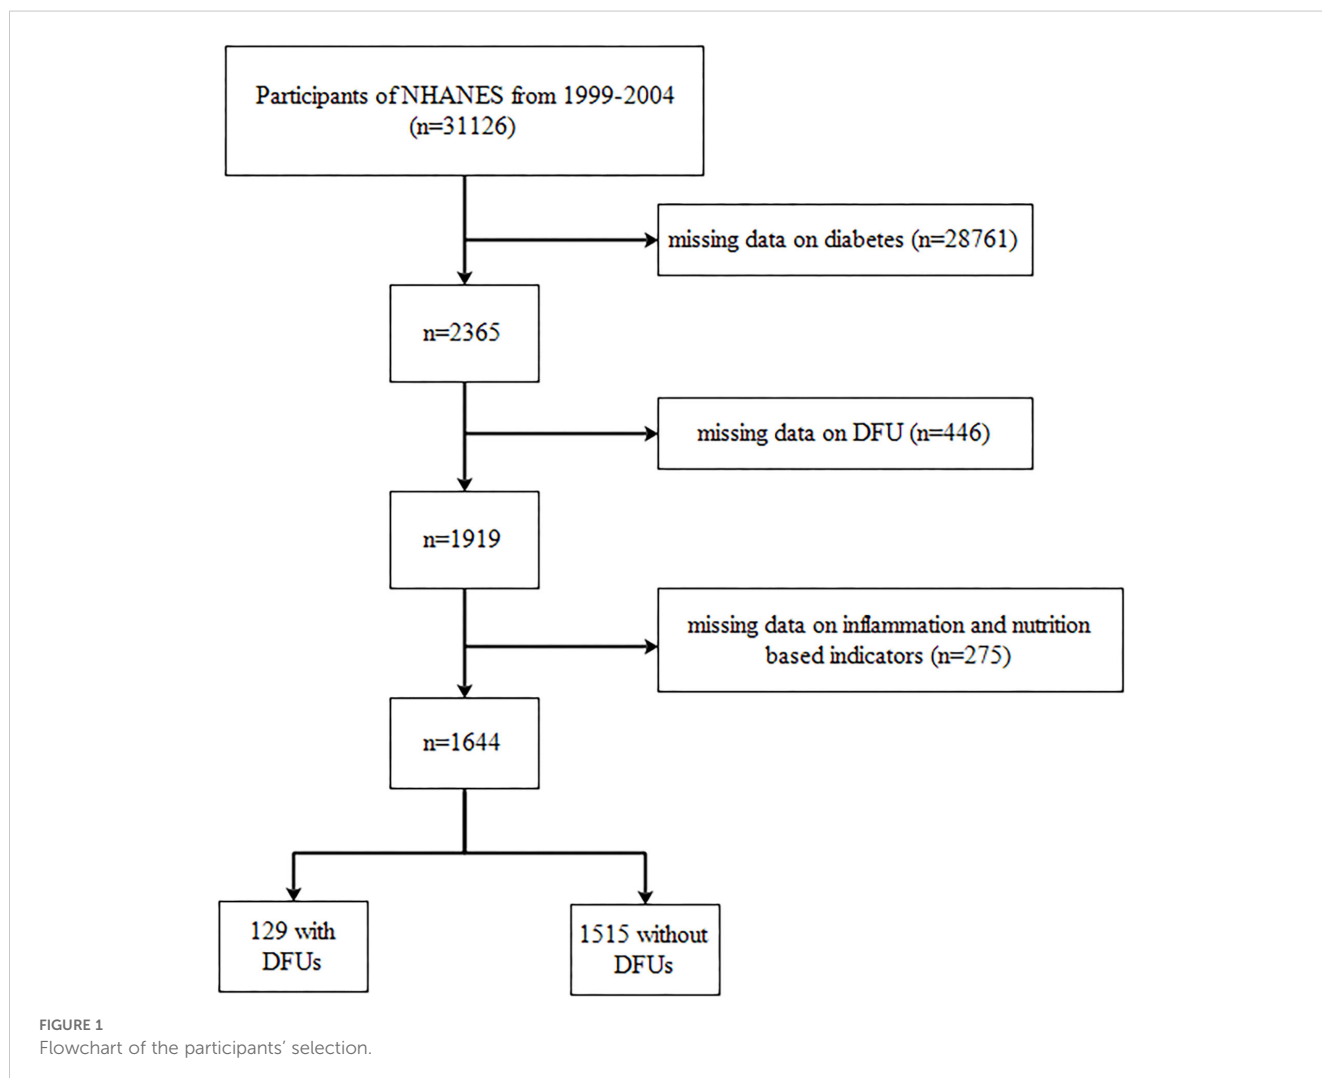 Participants of NHANES from 1999-2004
(n=31126)
missing data on diabetes (n=28761)
n=2365
missing data on DFU (n=446)
n=1919
missing data on inflammation and nutrition
based indicators (n=275)
n=1644
129 with
DFUs
1515 without
DFUs
FIGURE 1
Flowchart of the participants’ selection.